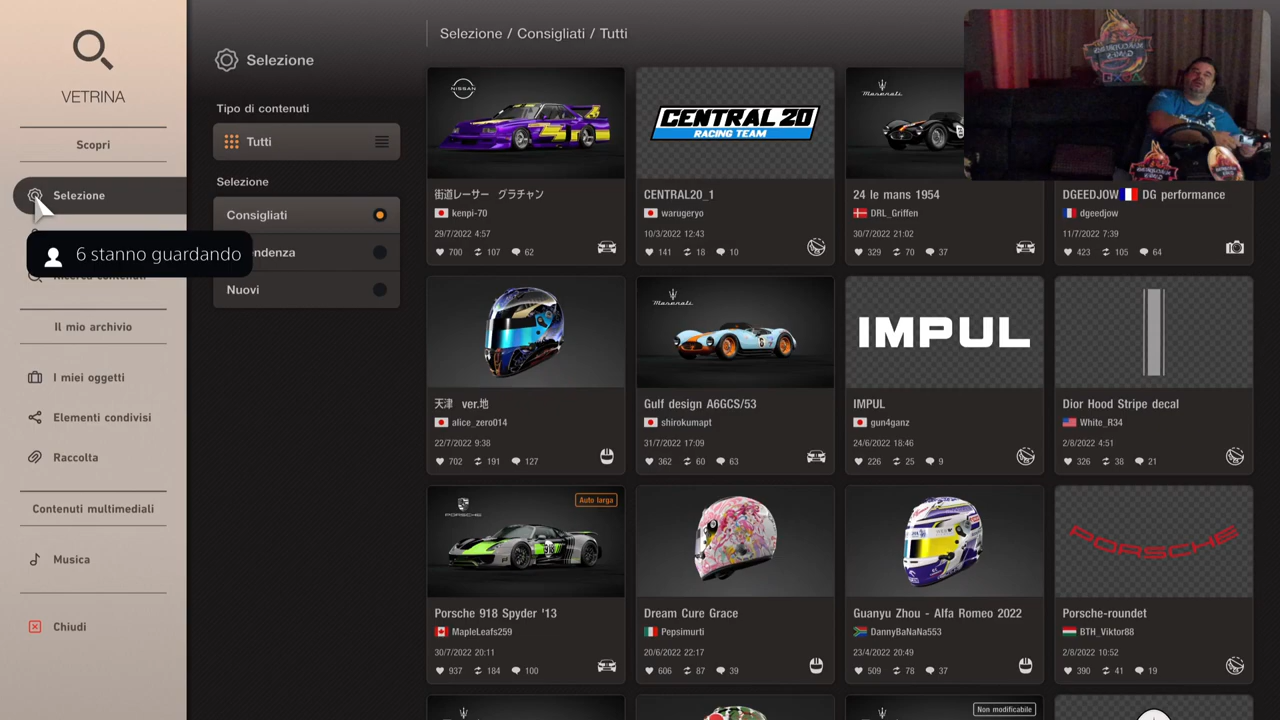 VETRINA
Scopri
Selezione
6 stanno guardando
Il mio archivio
I miei oggetti
Elementi condivisi
Raccolta
Contenuti multimediali
Musica
Chiudi
Selezione
Tipo di contenuti
Tutti
Selezione
Consigliati
Nuovi
Selezione / Consigliati / Tutti
NISSAN
街道レーサー グラチャン
kenpi-70
29/7/2022 4:57
700 107 62
CENTRAL 20
RACING TEAM
CENTRAL20_1
warugeryo
10/3/2022 12:43
141 18 10
Maserati
24 le mans 1954
DRL_Griffen
30/7/2022 21:02
329 70 37
DGEEDJOW DG performance
dgeedjow
11/7/2022 7:39
423 105 64
天津 ver.地
alice_zero014
22/7/2022 9:38
702 191 127
Maserati
6
Gulf design A6GCS/53
shirokumapt
31/7/2022 17:09
362 60 63
IMPUL
IMPUL
gun4ganz
24/6/2022 18:46
226 25 9
Dior Hood Stripe decal
White_R34
2/8/2022 4:51
326 38 21
PORSCHE
Auto larga
Porsche 918 Spyder '13
MapleLeafs259
30/7/2022 20:11
937 184 100
Dream Cure Grace
Pepsimurti
20/6/2022 22:17
606 87 39
Guanyu Zhou - Alfa Romeo 2022
DannyBaNaNa553
23/4/2022 20:49
509 78 37
PORSCHE
Porsche-roundet
BTH_Viktor88
2/8/2022 10:52
390 41 19
Non modificabile